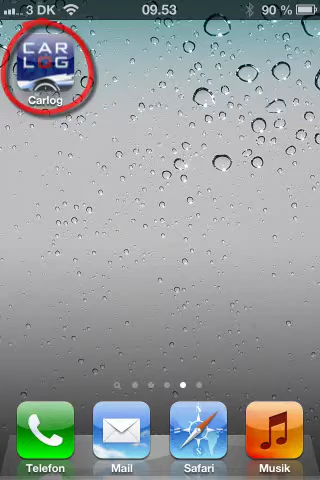 3 DK 09.53 90 %
CAR
LOG
Carlog
Telefon Mail Safari Musik